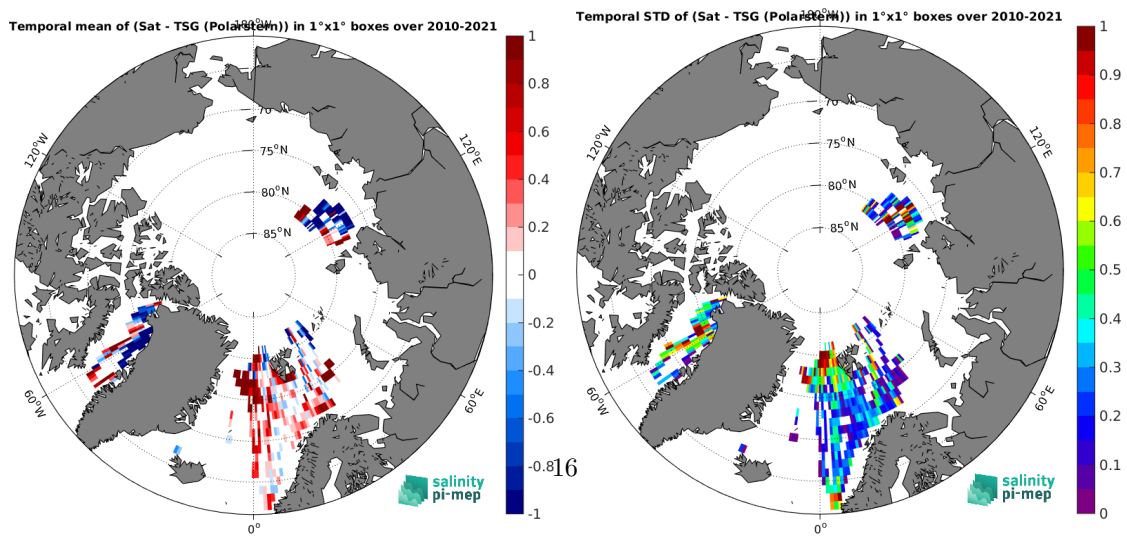 Temporal mean of (Sat - TSG (Polarstern)) in 1°x1° boxes over 2010-2021
180°W
120°W
120°E
70
75°N
80°N
85°N
60°W
60°E
0°
1
0.8
0.6
0.4
0.2
0
-0.2
-0.4
-0.6
-0.8
-1
salinity
pi-mep
16
Temporal STD of (Sat - TSG (Polarstern)) in 1°x1° boxes over 2010-2021
180°W
120°W
120°E
70
75°N
80°N
85°N
60°W
60°E
0°
1
0.9
0.8
0.7
0.6
0.5
0.4
0.3
0.2
0.1
0
salinity
pi-mep